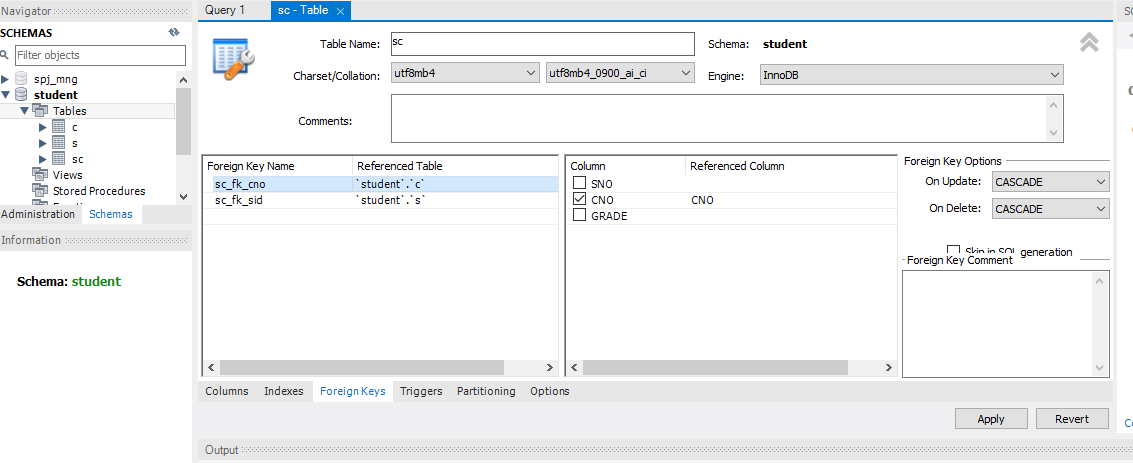 Navigator
SCHEMAS
Filter objects
spj_mng
student
Tables
c
s
sc
Views
Stored Procedures
Administration Schemas
Information
Schema: student
Query 1 sc - Table ×
Table Name: sc Schema: student
Charset/Collation: utf8mb4 utf8mb4_0900_ai_ci Engine: InnoDB
Comments:
Foreign Key Name Referenced Table
sc_fk_cno `student`.`c`
sc_fk_sid `student`.`s`
Column Referenced Column
SNO
CNO CNO
GRADE
Foreign Key Options
On Update: CASCADE
On Delete: CASCADE
Skip in SQL generation
Foreign Key Comment
Columns Indexes Foreign Keys Triggers Partitioning Options
Apply Revert
Output